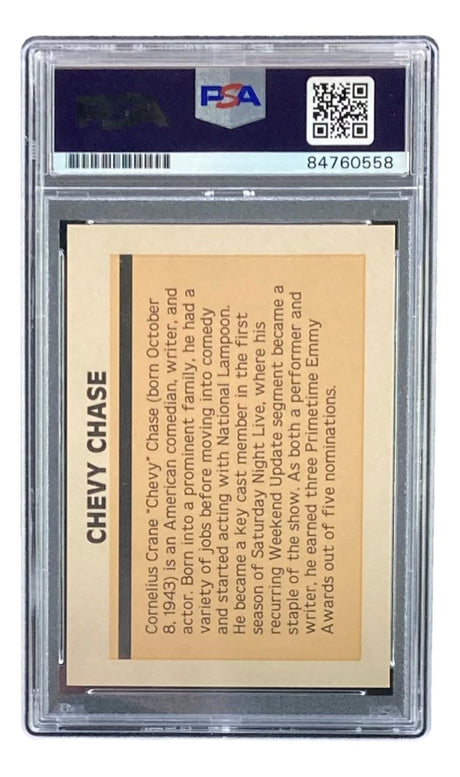 PSA
84760558
CHEVY CHASE
Cornelius Crane "Chevy" Chase (born October
8, 1943) is an American comedian, writer, and
actor. Born into a prominent family, he had a
variety of jobs before moving into comedy
and started acting with National Lampoon.
He became a key cast member in the first
season of Saturday Night Live, where his
recurring Weekend Update segment became a
staple of the show. As both a performer and
writer, he earned three Primetime Emmy
Awards out of five nominations.